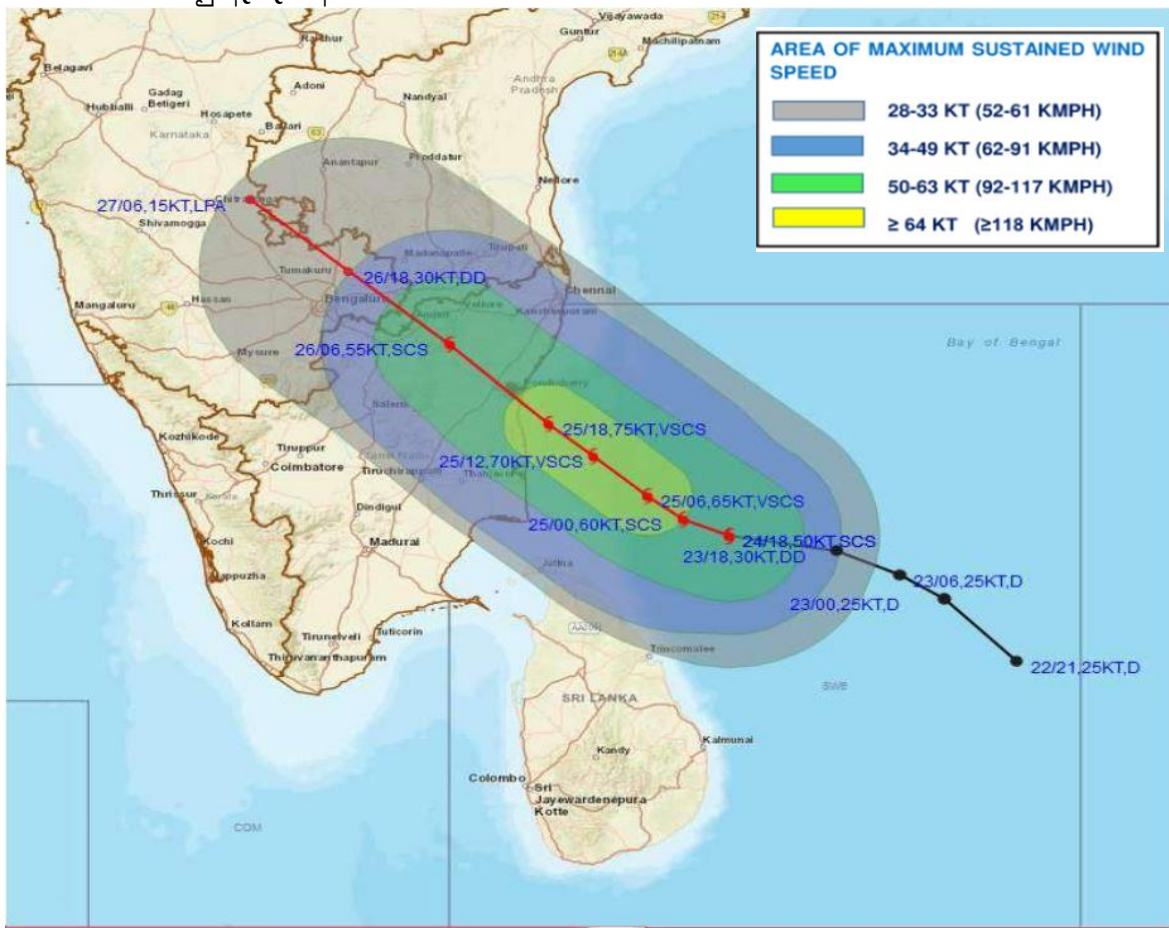 Vijayawada
Guntur
Machilipatnam
Raichur
Belagavi
Gadag
Betigeri
Hubballi
Hosapete
Adoni
Nandyal
Andhra
Pradesh
Karnataka
Ballari
63
Anantapur
Proddatur
Nellore
AREA OF MAXIMUM SUSTAINED WIND
SPEED
28-33 KT (52-61 KMPH)
34-49 KT (62-91 KMPH)
50-63 KT (92-117 KMPH)
≥ 64 KT (≥118 KMPH)
27/06,15KT,LPA
Shivamogga
Madanapalle
Tirupati
Tumakuru
26/18,30KT,DD
Chennai
Mangaluru
48
Hassan
Bengaluru
Vellore
Kanchipuram
26/06,55KT,SCS
Bay of Bengal
Mysore
Salem
25/18,75KT,VSCS
Kozhikode
Tiruppur
Coimbatore
25/12,70KT,VSCS
Tiruchirappalli
Thrissur
Kerala
Dindigul
25/06,65KT,VSCS
25/00,60KT,SCS
24/18,50KT,SCS
23/18,30KT,DD
Kochi
Madurai
Jaffna
23/06,25KT,D
23/00,25KT,D
Kollam
Tirunelveli
Tuticorin
Thiruvananthapuram
Trincomalee
22/21,25KT,D
SWB
SRI LANKA
Kalmunai
Kandy
Colombo
Sri
Jayewardenepura
Kotte
COM